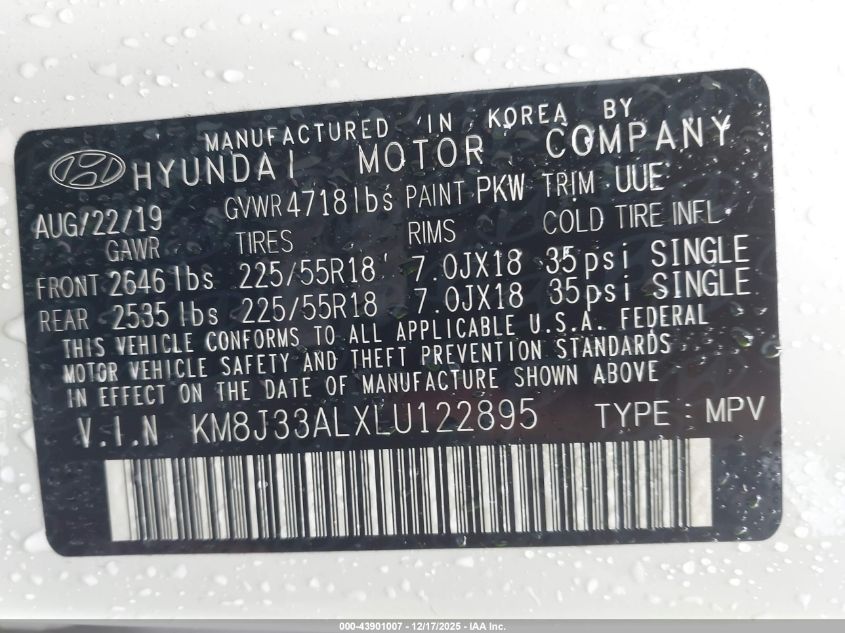 MANUFACTURED IN KOREA BY
HYUNDAI MOTOR COMPANY
AUG/22/19 GVWR 4718 lbs PAINT PKW TRIM UUE
GAWR TIRES RIMS COLD TIRE INFL.
FRONT 2646 lbs 225/55R18 7.0JX18 35psi SINGLE
REAR 2535 lbs 225/55R18 7.0JX18 35psi SINGLE
THIS VEHICLE CONFORMS TO ALL APPLICABLE U.S.A. FEDERAL
MOTOR VEHICLE SAFETY AND THEFT PREVENTION STANDARDS
IN EFFECT ON THE DATE OF MANUFACTURE SHOWN ABOVE
V.I.N KM8J33ALXLU122895 TYPE : MPV
000-43901007 - 12/17/2025 - IAA Inc.